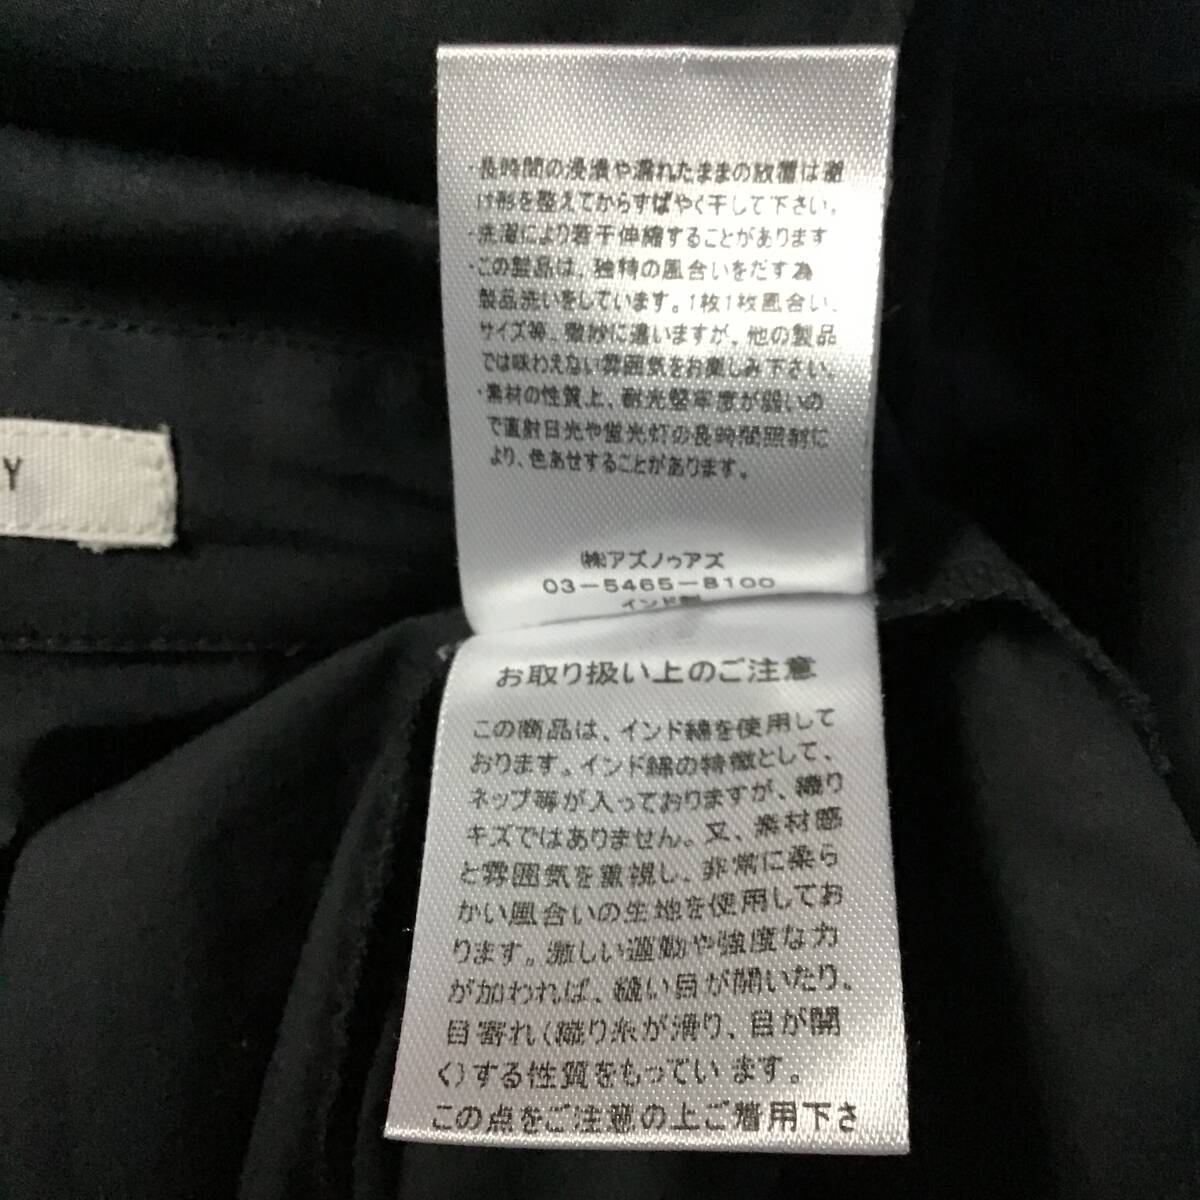 ・長時間の浸漬や濡れたままの放置は避
け形を整えてからすばやく干して下さい。
・洗濯により若干伸縮することがあります
・この製品は、独特の風合いをだす為
製品洗いをしています。1枚1枚風合い、
サイズ等、微妙に違いますが、他の製品
では味わえない雰囲気をお楽しみ下さい。
・素材の性質上、耐光堅牢度が弱いの
で直射日光や蛍光灯の長時間照射に
より、色あせすることがあります。
(株)アズノゥアズ
03-5465-8100
インド製
Y
お取り扱い上のご注意
この商品は、インド綿を使用して
おります。インド綿の特徴として、
ネップ等が入っておりますが、織り
キズではありません。又、素材感
と雰囲気を重視し、非常に柔ら
かい風合いの生地を使用してお
ります。激しい運動や強度な力
が加われば、縫い目が開いたり、
目寄れ(織り糸が滑り、目が開
く)する性質をもっています。
この点をご注意の上ご着用下さ